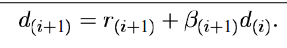 d_{(i+1)} = r_{(i+1)} + β_{(i+1)}d_{(i)}.